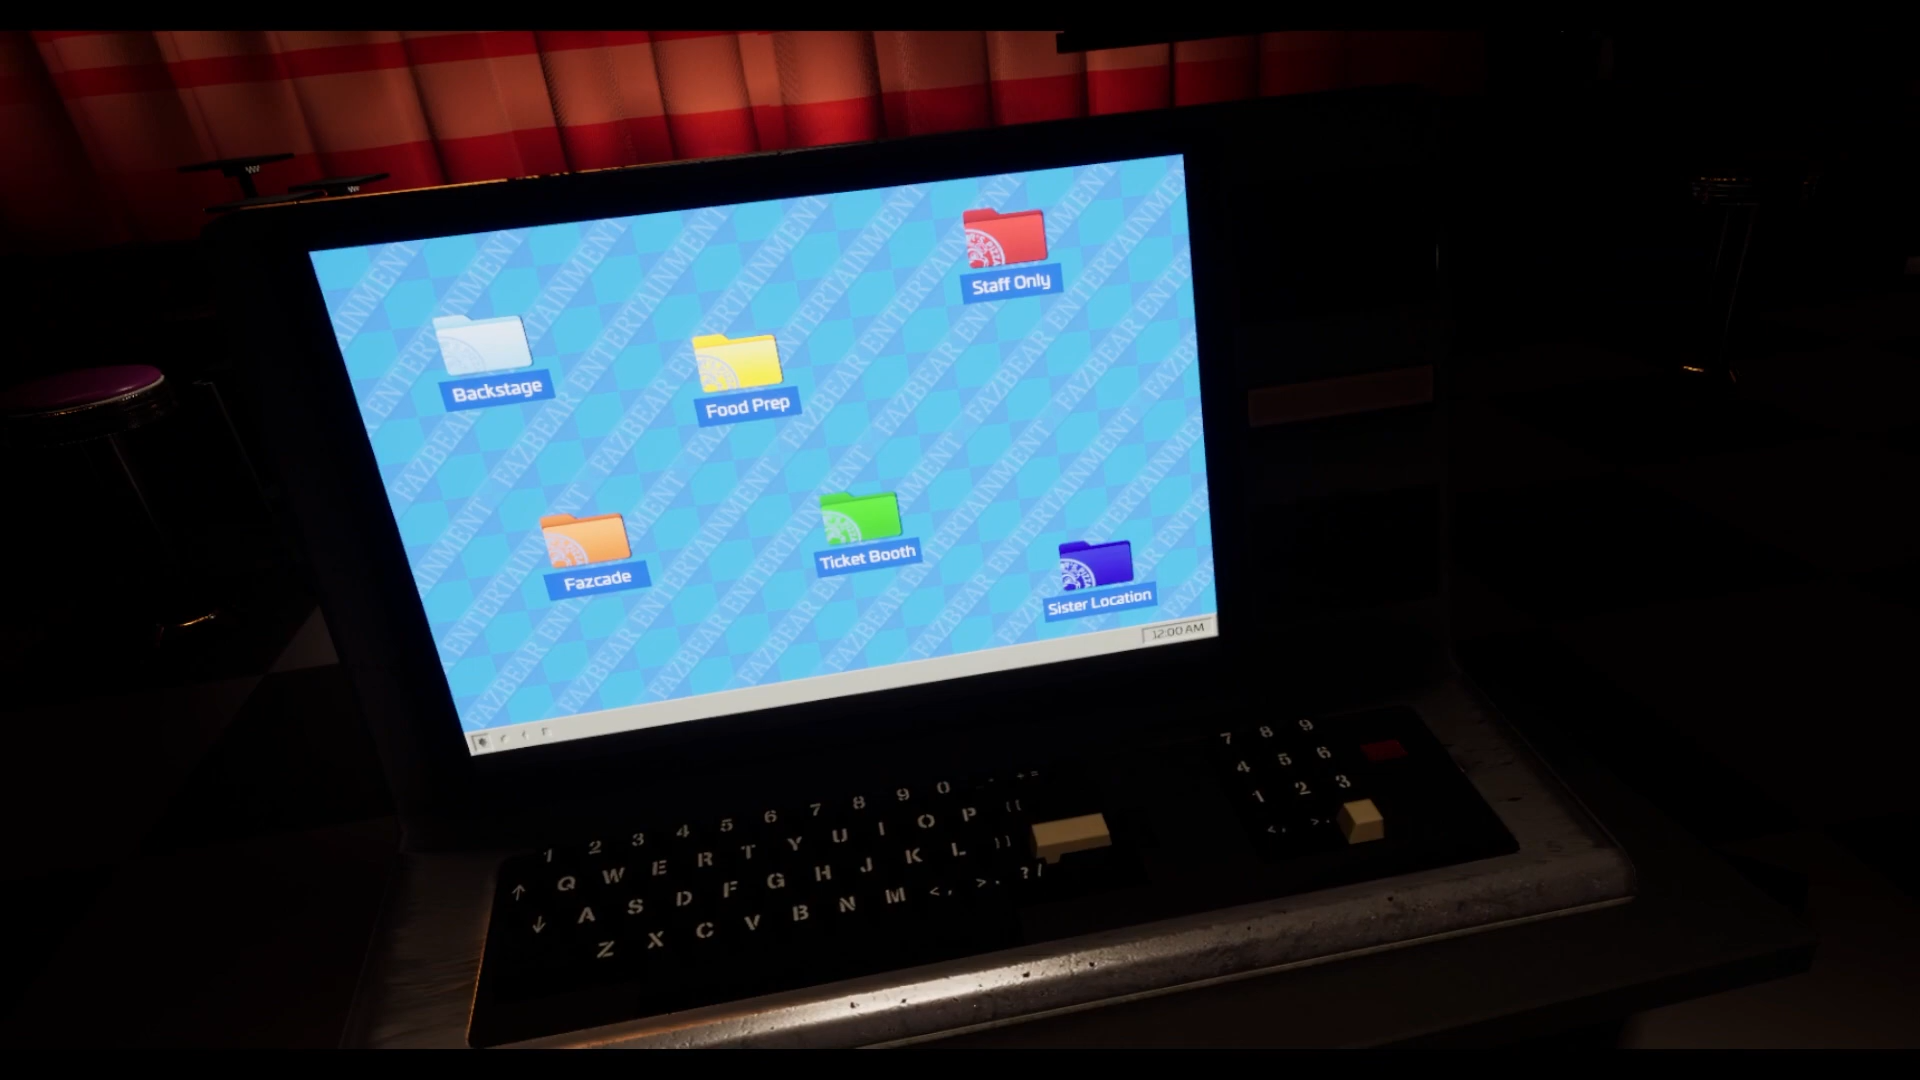 FAZBEAR ENTERTAINMENT
Staff Only
Backstage
Food Prep
Fazcade
Ticket Booth
Sister Location
12:00 AM
7 8 9
4 5 6
1 2 3
<, >.
1 2 3 4 5 6 7 8 9 0 - +=
↑ Q W E R T Y U I O P {[
↓ A S D F G H J K L }]
Z X C V B N M <, >. ?/